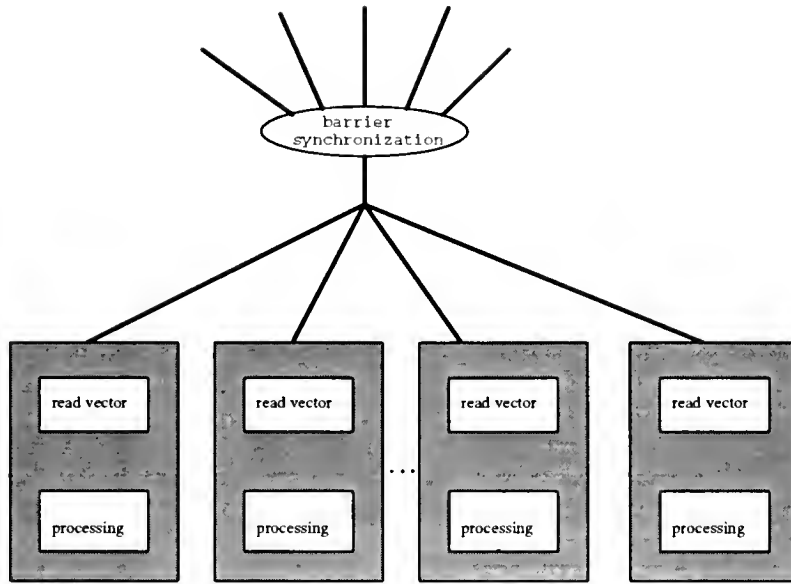 barrier
synchronization
read vector
read vector
read vector
read vector
...
processing
processing
processing
processing